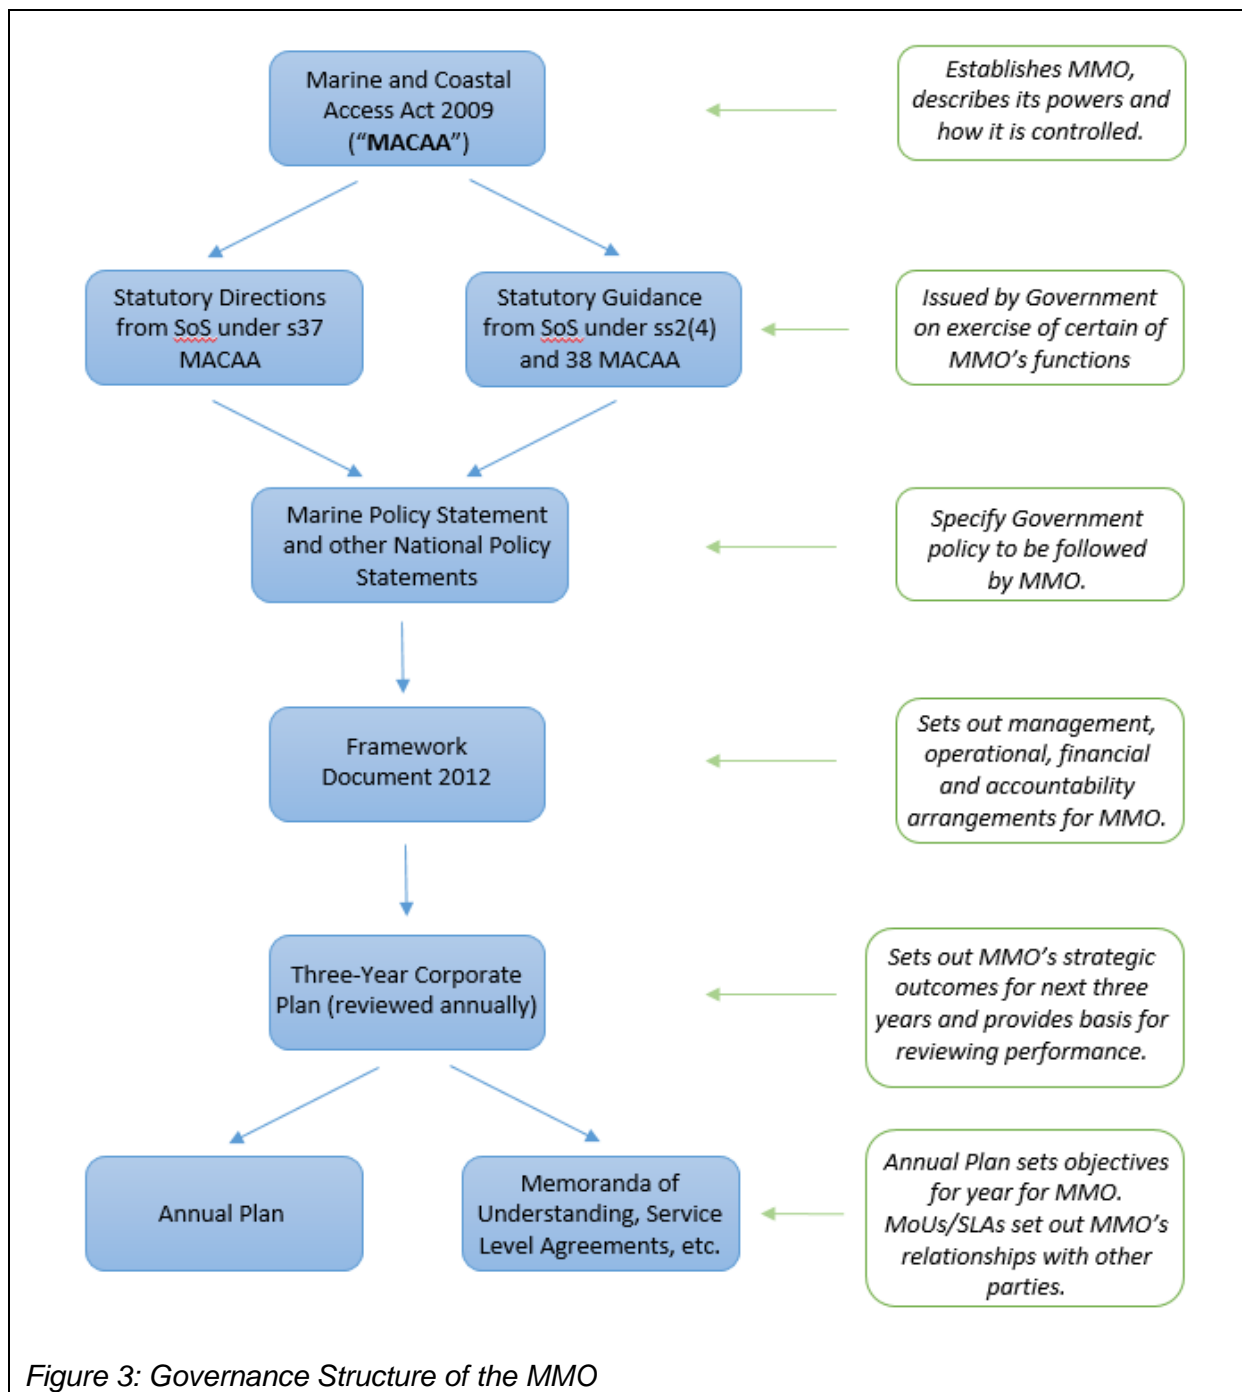 Marine and Coastal
Access Act 2009
(“MACAA”)
Establishes MMO,
describes its powers and
how it is controlled.
Statutory Directions
from SoS under s37
MACAA
Statutory Guidance
from SoS under ss2(4)
and 38 MACAA
Issued by Government
on exercise of certain of
MMO’s functions
Marine Policy Statement
and other National Policy
Statements
Specify Government
policy to be followed
by MMO.
Framework
Document 2012
Sets out management,
operational, financial
and accountability
arrangements for MMO.
Three-Year Corporate
Plan (reviewed annually)
Sets out MMO’s strategic
outcomes for next three
years and provides basis for
reviewing performance.
Annual Plan
Memoranda of
Understanding, Service
Level Agreements, etc.
Annual Plan sets objectives
for year for MMO.
MoUs/SLAs set out MMO’s
relationships with other
parties.
Figure 3: Governance Structure of the MMO